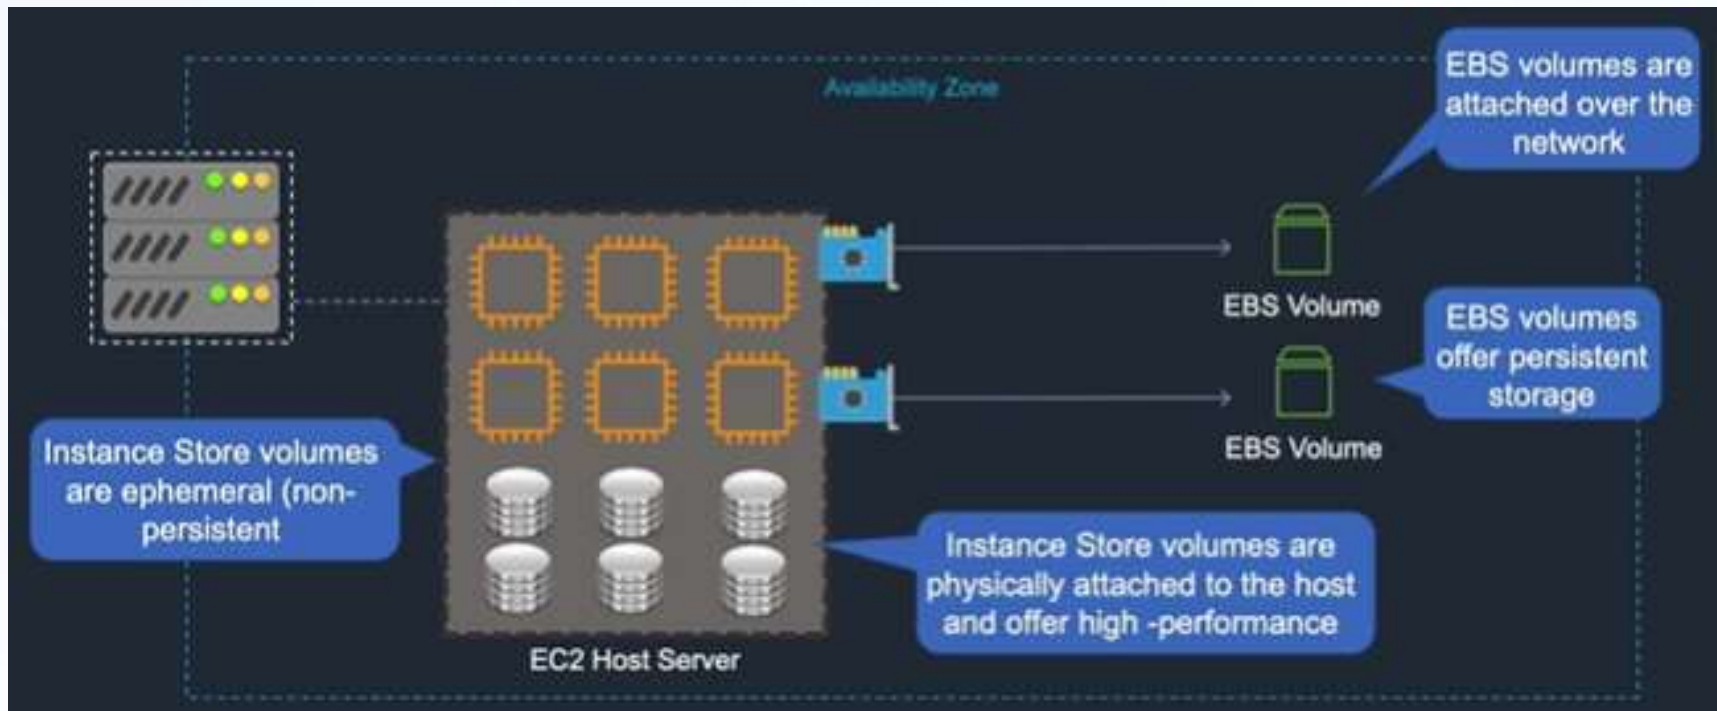 Availability Zone
EBS volumes are
attached over the
network
EBS Volume
EBS volumes
offer persistent
storage
EBS Volume
Instance Store volumes
are ephemeral (non-
persistent
Instance Store volumes are
physically attached to the host
and offer high -performance
EC2 Host Server